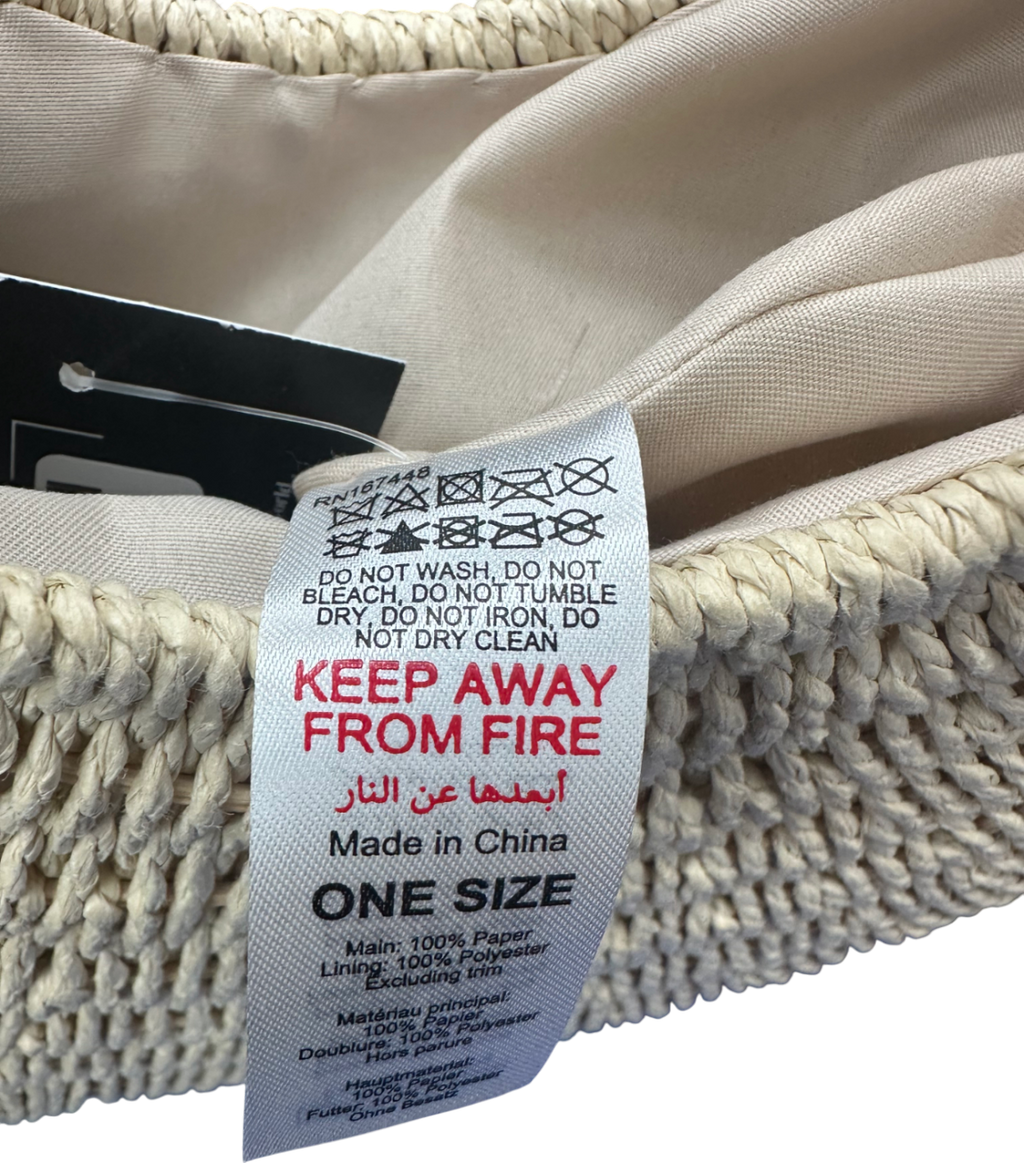 RN167448
DO NOT WASH, DO NOT
BLEACH, DO NOT TUMBLE
DRY, DO NOT IRON, DO
NOT DRY CLEAN
KEEP AWAY
FROM FIRE
أبعدها عن النار
Made in China
ONE SIZE
Main: 100% Paper
Lining: 100% Polyester
Excluding trim
Matériau principal:
100% Papier
Doublure: 100% Polyester
Hors parure
Hauptmaterial:
100% Papier
Futter: 100% Polyester
Ohne Besatz